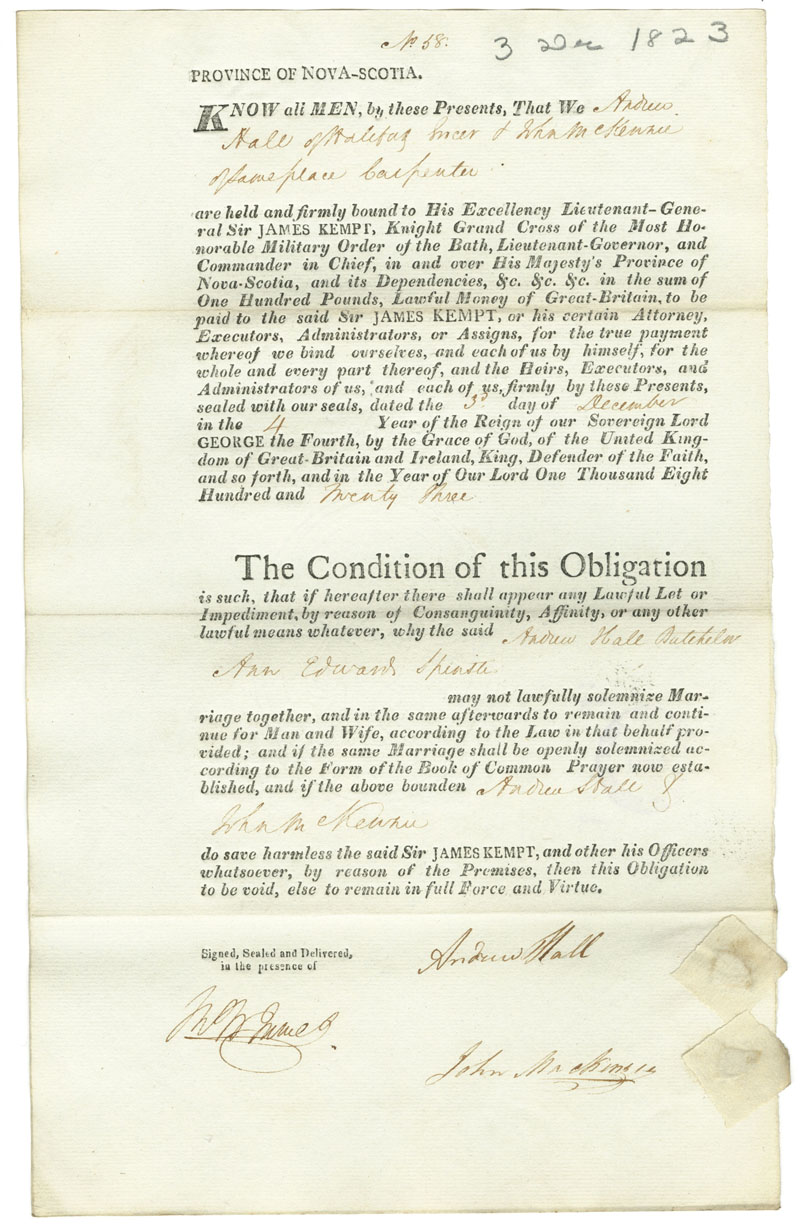 No 58.
3 Dec 1823
PROVINCE OF NOVA-SCOTIA.
KNOW all MEN, by these Presents, That We Andrew
Hall of Halifax Grocer & John McKennie
of same place Carpenter
are held and firmly bound to His Excellency Lieutenant-Gene-
ral Sir JAMES KEMPT, Knight Grand Cross of the Most Ho-
norable Military Order of the Bath, Lieutenant-Governor, and
Commander in Chief, in and over His Majesty's Province of
Nova-Scotia, and its Dependencies, &c. &c. &c. in the sum of
One Hundred Pounds, Lawful Money of Great-Britain, to be
paid to the said Sir JAMES KEMPT, or his certain Attorney,
Executors, Administrators, or Assigns, for the true payment
whereof we bind ourselves, and each of us by himself, for the
whole and every part thereof, and the Heirs, Executors, and
Administrators of us, and each of us, firmly by these Presents,
sealed with our seals, dated the 3d day of December
in the 4 Year of the Reign of our Sovereign Lord
GEORGE the Fourth, by the Grace of God, of the United King-
dom of Great-Britain and Ireland, King, Defender of the Faith,
and so forth, and in the Year of Our Lord One Thousand Eight
Hundred and Twenty Three
The Condition of this Obligation
is such, that if hereafter there shall appear any Lawful Let or
Impediment, by reason of Consanguinity, Affinity, or any other
lawful means whatever, why the said Andrew Hall Batchelor
Ann Edwards Spinster
may not lawfully solemnize Mar-
riage together, and in the same afterwards to remain and conti-
nue for Man and Wife, according to the Law in that behalf pro-
vided; and if the same Marriage shall be openly solemnized ac-
cording to the Form of the Book of Common Prayer now esta-
blished, and if the above bounden Andrew Hall &
John McKennie
do save harmless the said Sir JAMES KEMPT, and other his Officers
whatsoever, by reason of the Premises, then this Obligation
to be void, else to remain in full Force and Virtue.
Signed, Sealed and Delivered,
in the presence of
Andrew Hall
John MacKenzie